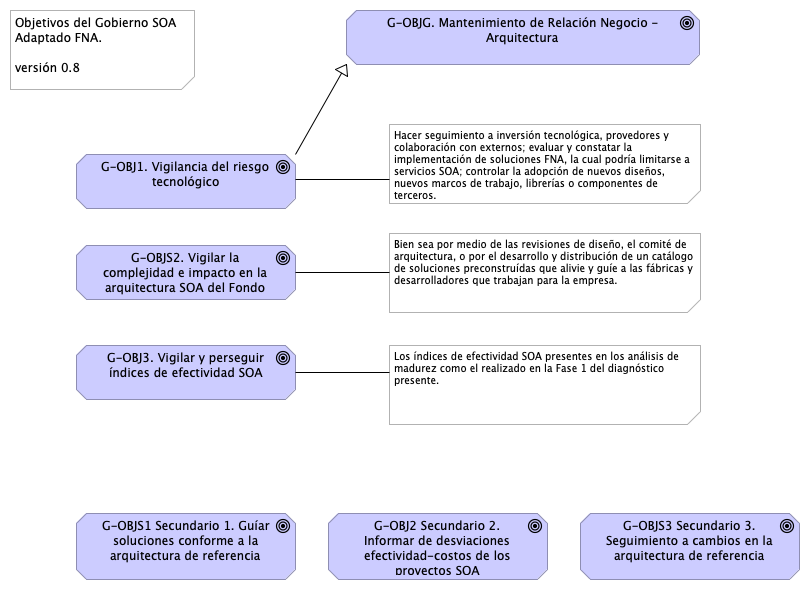 Objetivos del Gobierno SOA
Adaptado FNA.
versión 0.8
G-OBJG. Mantenimiento de Relación Negocio -
Arquitectura
G-OBJ1. Vigilancia del riesgo
tecnológico
Hacer seguimiento a inversión tecnológica, provedores y
colaboración con externos; evaluar y constatar la
implementación de soluciones FNA, la cual podría limitarse a
servicios SOA; controlar la adopción de nuevos diseños,
nuevos marcos de trabajo, librerías o componentes de
terceros.
G-OBJS2. Vigilar la
complejidad e impacto en la
arquitectura SOA del Fondo
Bien sea por medio de las revisiones de diseño, el comité de
arquitectura, o por el desarrollo y distribución de un catálogo
de soluciones preconstruídas que alivie y guíe a las fábricas y
desarrolladores que trabajan para la empresa.
G-OBJ3. Vigilar y perseguir
índices de efectividad SOA
Los índices de efectividad SOA presentes en los análisis de
madurez como el realizado en la Fase 1 del diagnóstico
presente.
G-OBJS1 Secundario 1. Guíar
soluciones conforme a la
arquitectura de referencia
G-OBJ2 Secundario 2.
Informar de desviaciones
efectividad-costos de los
proyectos SOA
G-OBJS3 Secundario 3.
Seguimiento a cambios en la
arquitectura de referencia